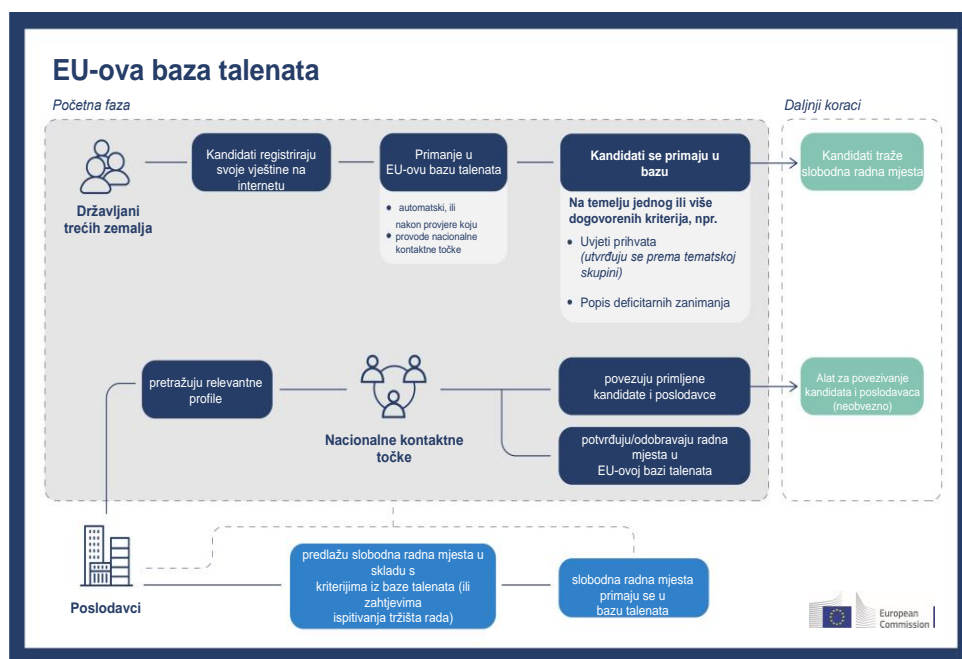 EU-ova baza talenata
Početna faza
Daljnji koraci
Državljani
trećih zemalja
Kandidati registriraju
svoje vještine na
internetu
Primanje u
EU-ovu bazu talenata
automatski, ili
nakon provjere koju
provode nacionalne
kontaktne točke
Kandidati se primaju u
bazu
Na temelju jednog ili više
dogovorenih kriterija, npr.
Uvjeti prihvata
(utvrđuju se prema tematskoj
skupini)
Popis deficitarnih zanimanja
Kandidati traže
slobodna radna mjesta
pretražuju relevantne
profile
Nacionalne kontaktne
točke
povezuju primljene
kandidate i poslodavce
potvrđuju/odobravaju radna
mjesta u
EU-ovoj bazi talenata
Alat za povezivanje
kandidata i poslodavaca
(neobvezno)
Poslodavci
predlažu slobodna radna mjesta u
skladu s
kriterijima iz baze talenata (ili
zahtjevima
ispitivanja tržišta rada)
slobodna radna mjesta
primaju se u
bazu talenata
European
Commission